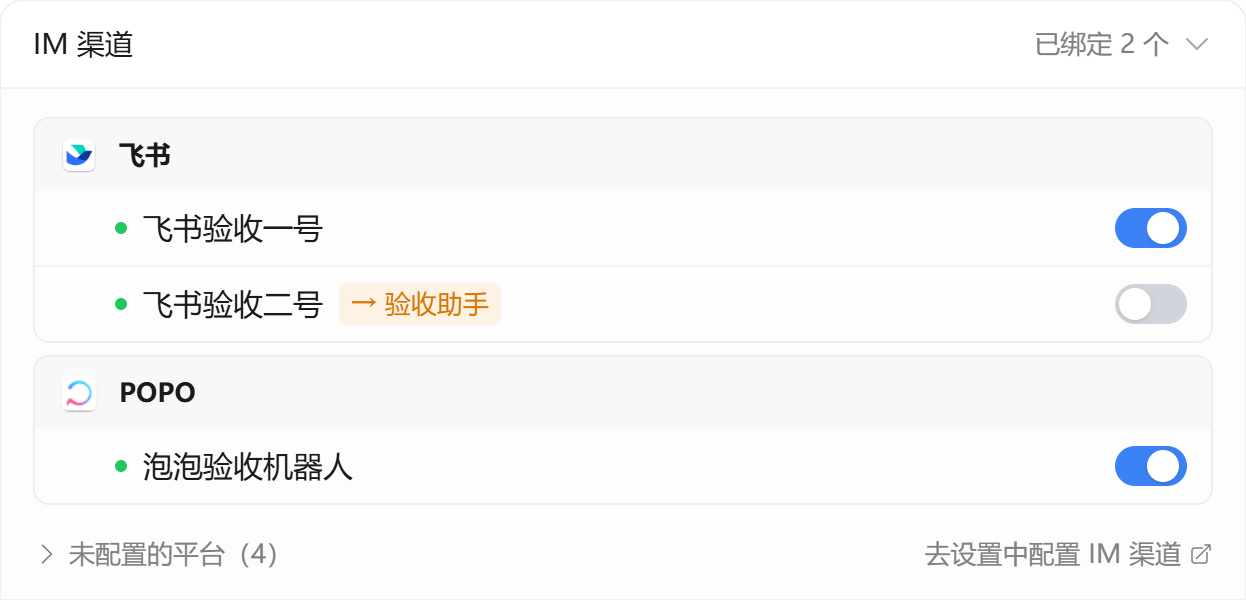 IM 渠道 已绑定 2 个
飞书
飞书验收一号
飞书验收二号 → 验收助手
POPO
泡泡验收机器人
未配置的平台（4） 去设置中配置 IM 渠道